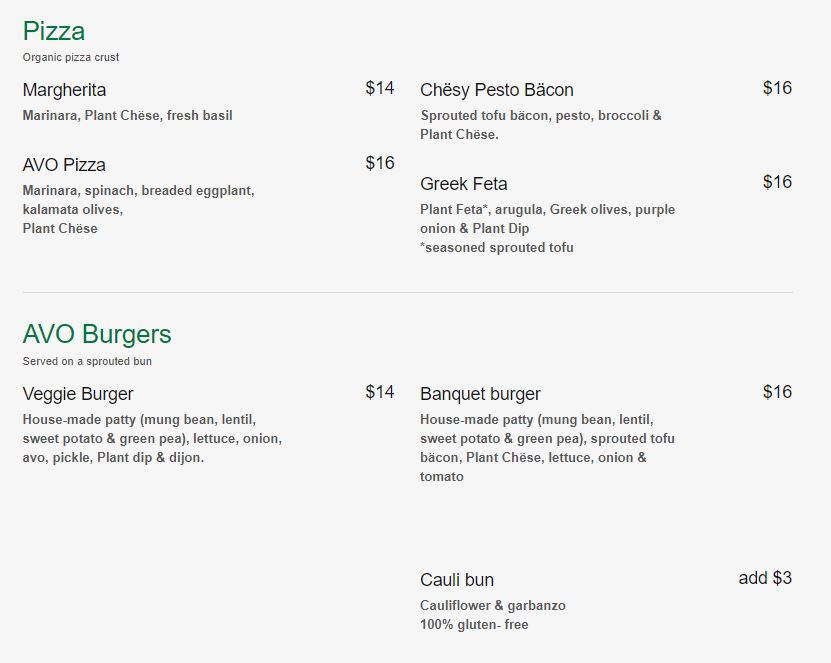 Pizza
Organic pizza crust
Margherita $14
Marinara, Plant Chëse, fresh basil
AVO Pizza $16
Marinara, spinach, breaded eggplant,
kalamata olives,
Plant Chëse
Chësy Pesto Bäcon $16
Sprouted tofu bäcon, pesto, broccoli &
Plant Chëse.
Greek Feta $16
Plant Feta*, arugula, Greek olives, purple
onion & Plant Dip
*seasoned sprouted tofu
AVO Burgers
Served on a sprouted bun
Veggie Burger $14
House-made patty (mung bean, lentil,
sweet potato & green pea), lettuce, onion,
avo, pickle, Plant dip & dijon.
Banquet burger $16
House-made patty (mung bean, lentil,
sweet potato & green pea), sprouted tofu
bäcon, Plant Chëse, lettuce, onion &
tomato
Cauli bun add $3
Cauliflower & garbanzo
100% gluten- free